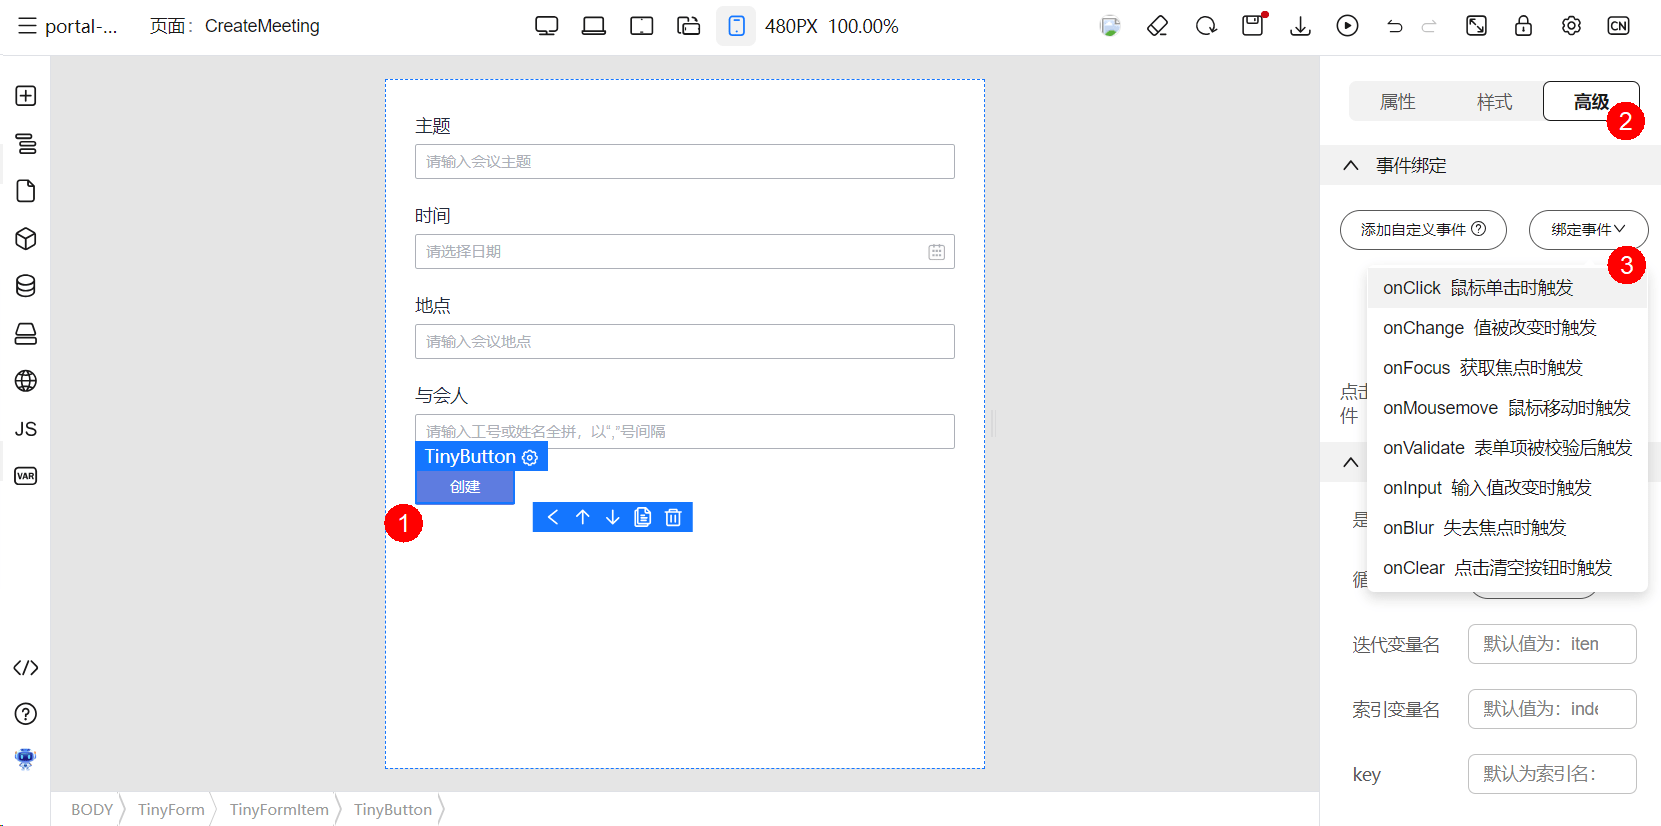 portal-... 页面： CreateMeeting 480PX 100.00% CN
属性 样式 高级
2
事件绑定
添加自定义事件 ? 绑定事件
3
onClick 鼠标单击时触发
onChange 值被改变时触发
onFocus 获取焦点时触发
onMousemove 鼠标移动时触发
onValidate 表单项被校验后触发
onInput 输入值改变时触发
onBlur 失去焦点时触发
onClear 点击清空按钮时触发
点击
件
是
循
迭代变量名 默认值为：item
索引变量名 默认值为：inde
key 默认为索引名：
主题
请输入会议主题
时间
请选择日期
地点
请输入会议地点
与会人
请输入工号或姓名全拼，以“,”号间隔
TinyButton
创建
1
JS
VAR
</>
?
BODY TinyForm TinyFormItem TinyButton